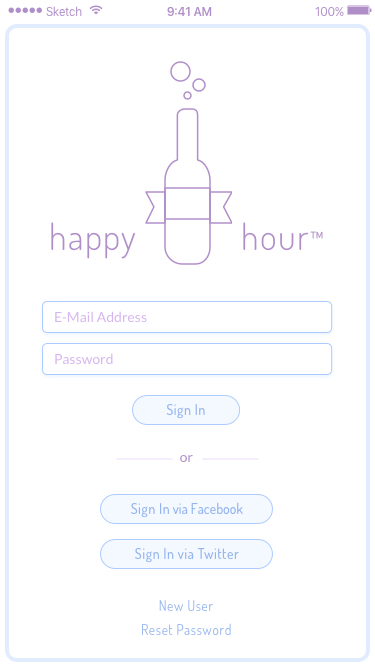 Sketch 9:41 AM 100%
happy hour™
E-Mail Address
Password
Sign In
or
Sign In via Facebook
Sign In via Twitter
New User
Reset Password